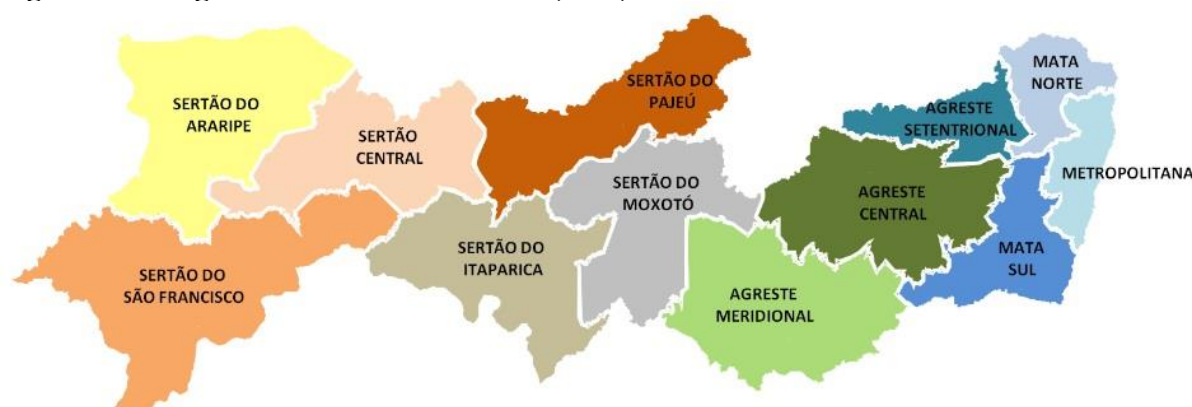 SERTÃO DO
ARARIPE
SERTÃO
CENTRAL
SERTÃO DO
PAJEÚ
MATA
NORTE
AGRESTE
SETENTRIONAL
METROPOLITANA
SERTÃO DO
MOXOTÓ
AGRESTE
CENTRAL
SERTÃO DO
SÃO FRANCISCO
SERTÃO DO
ITAPARICA
MATA
SUL
AGRESTE
MERIDIONAL